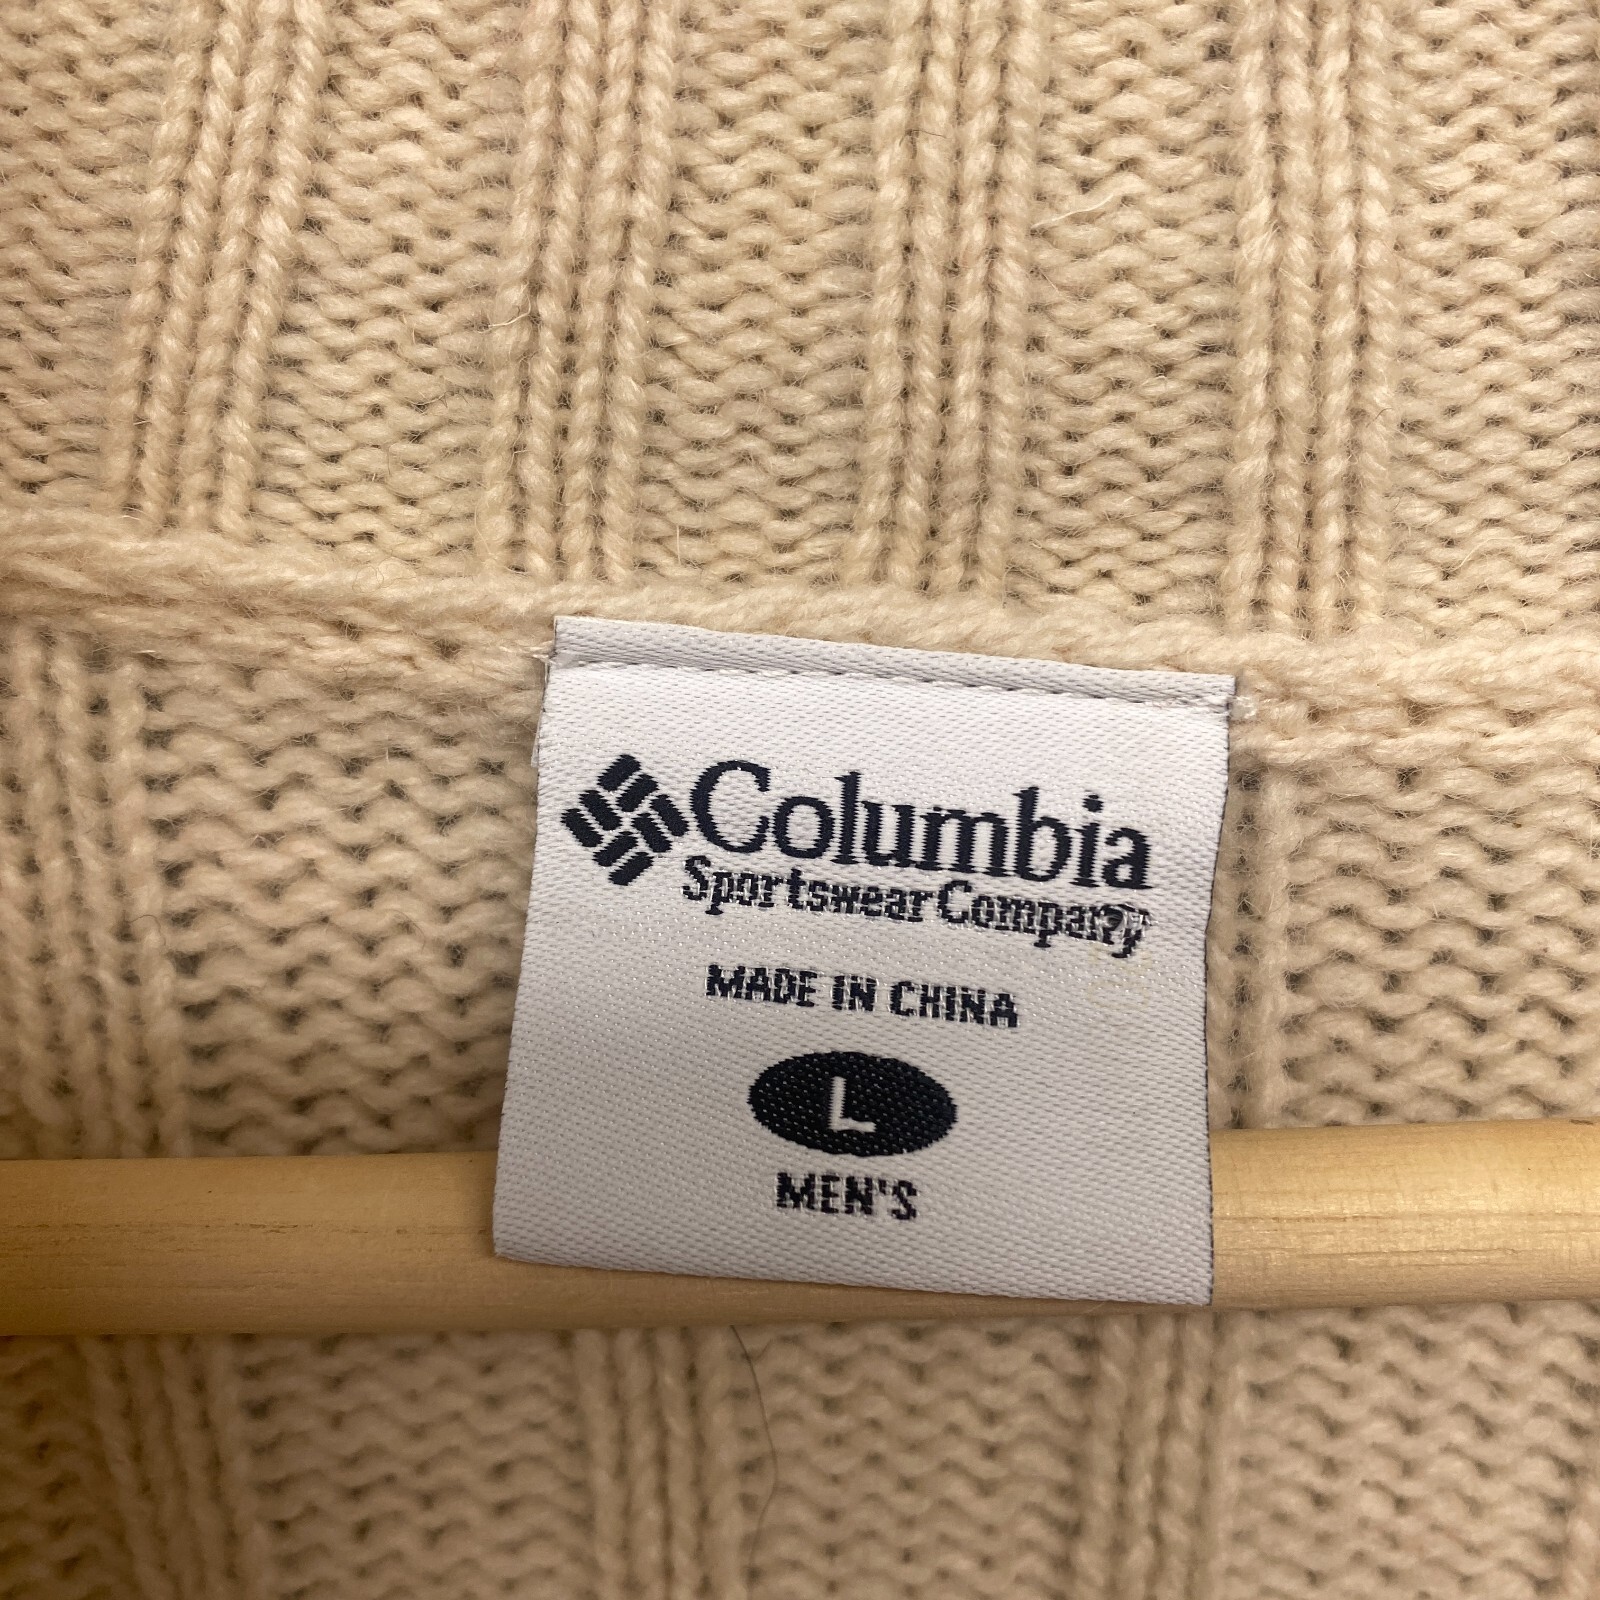 Columbia
Sportswear Company
MADE IN CHINA
L
MEN'S